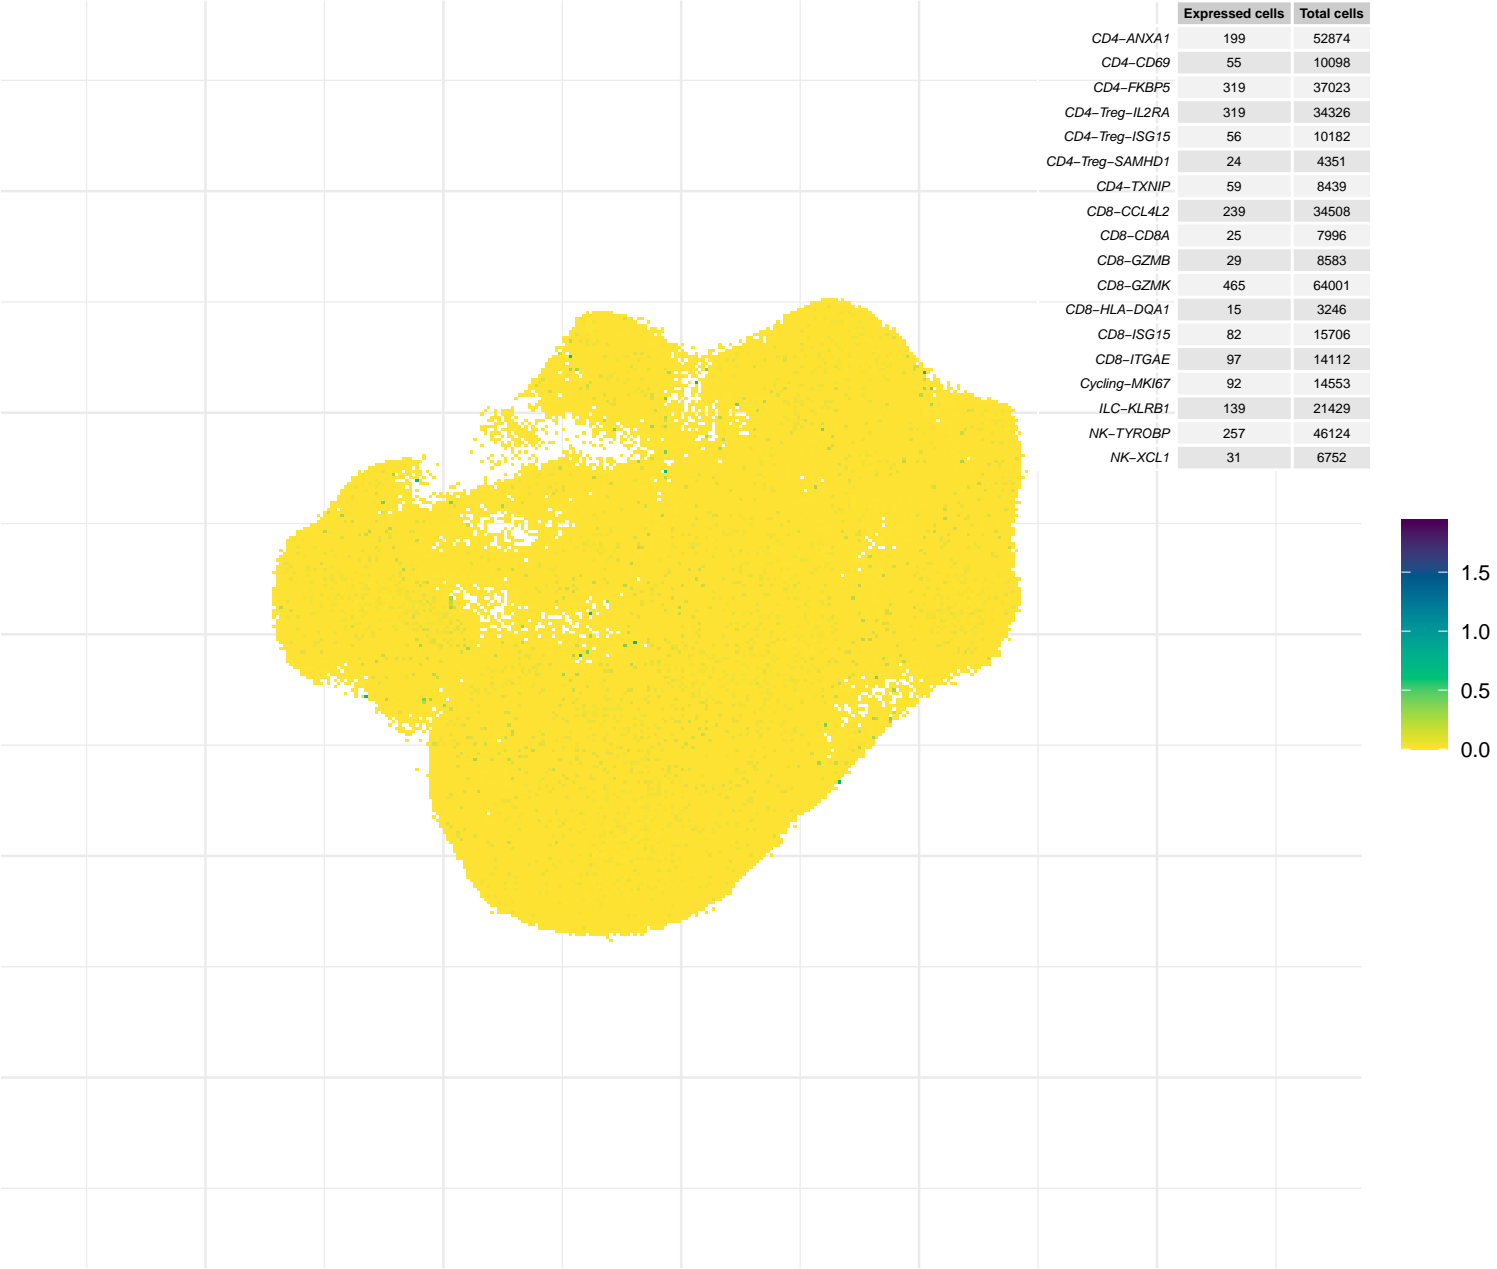 Expressed cells Total cells
CD4−ANXA1 199 52874
CD4−CD69 55 10098
CD4−FKBP5 319 37023
CD4−Treg−IL2RA 319 34326
CD4−Treg−ISG15 56 10182
CD4−Treg−SAMHD1 24 4351
CD4−TXNIP 59 8439
CD8−CCL4L2 239 34508
CD8−CD8A 25 7996
CD8−GZMB 29 8583
CD8−GZMK 465 64001
CD8−HLA−DQA1 15 3246
CD8−ISG15 82 15706
CD8−ITGAE 97 14112
Cycling−MKI67 92 14553
ILC−KLRB1 139 21429
NK−TYROBP 257 46124
NK−XCL1 31 6752
1.5
1.0
0.5
0.0